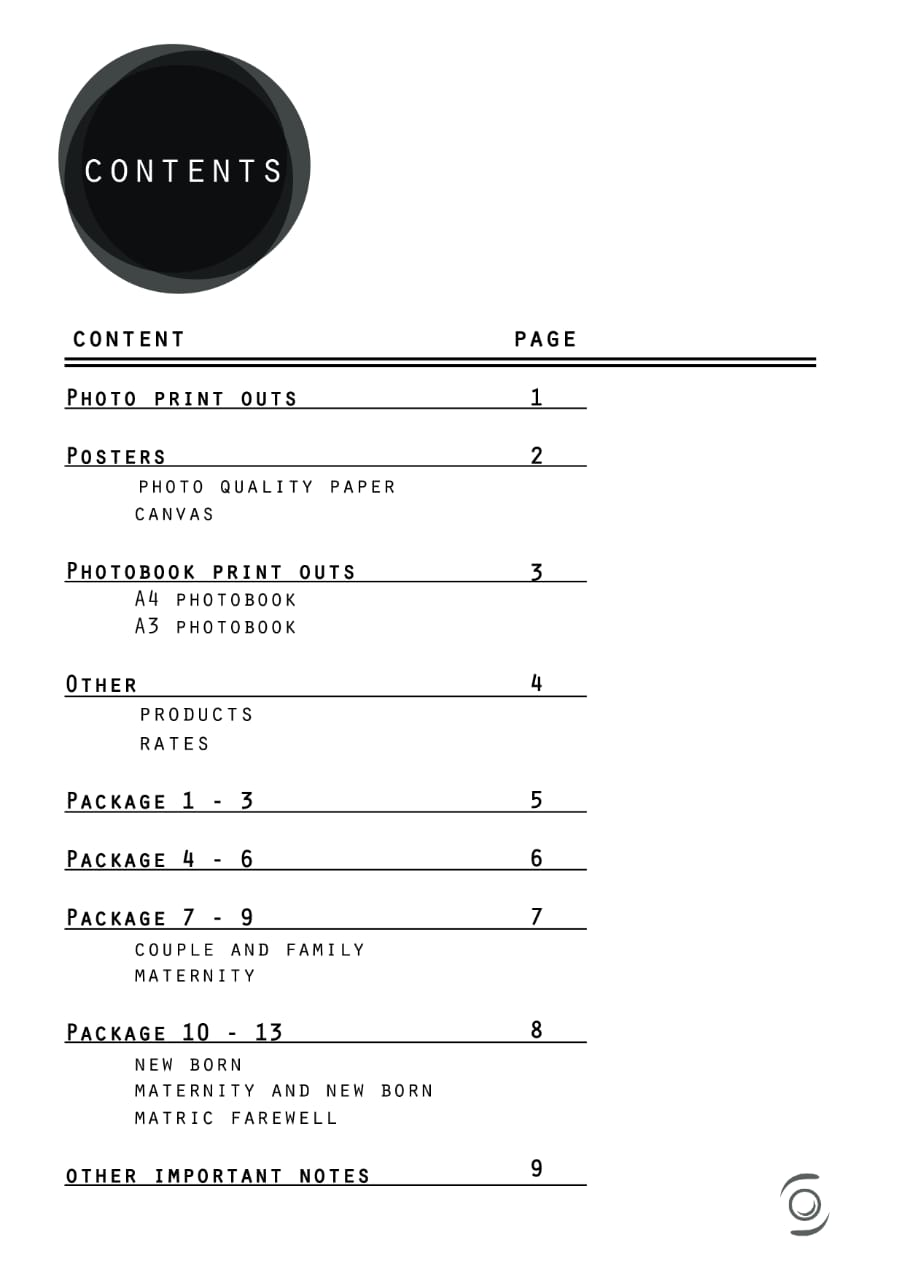 CONTENTS
CONTENT PAGE
PHOTO PRINT OUTS 1
POSTERS 2
PHOTO QUALITY PAPER
CANVAS
PHOTOBOOK PRINT OUTS 3
A4 PHOTOBOOK
A3 PHOTOBOOK
OTHER 4
PRODUCTS
RATES
PACKAGE 1 - 3 5
PACKAGE 4 - 6 6
PACKAGE 7 - 9 7
COUPLE AND FAMILY
MATERNITY
PACKAGE 10 - 13 8
NEW BORN
MATERNITY AND NEW BORN
MATRIC FAREWELL
OTHER IMPORTANT NOTES 9